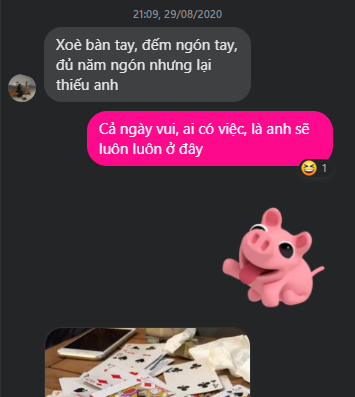 21:09, 29/08/2020
Xoè bàn tay, đếm ngón tay,
đủ năm ngón nhưng lại
thiếu anh
Cả ngày vui, ai có việc, là anh sẽ
luôn luôn ở đây
1